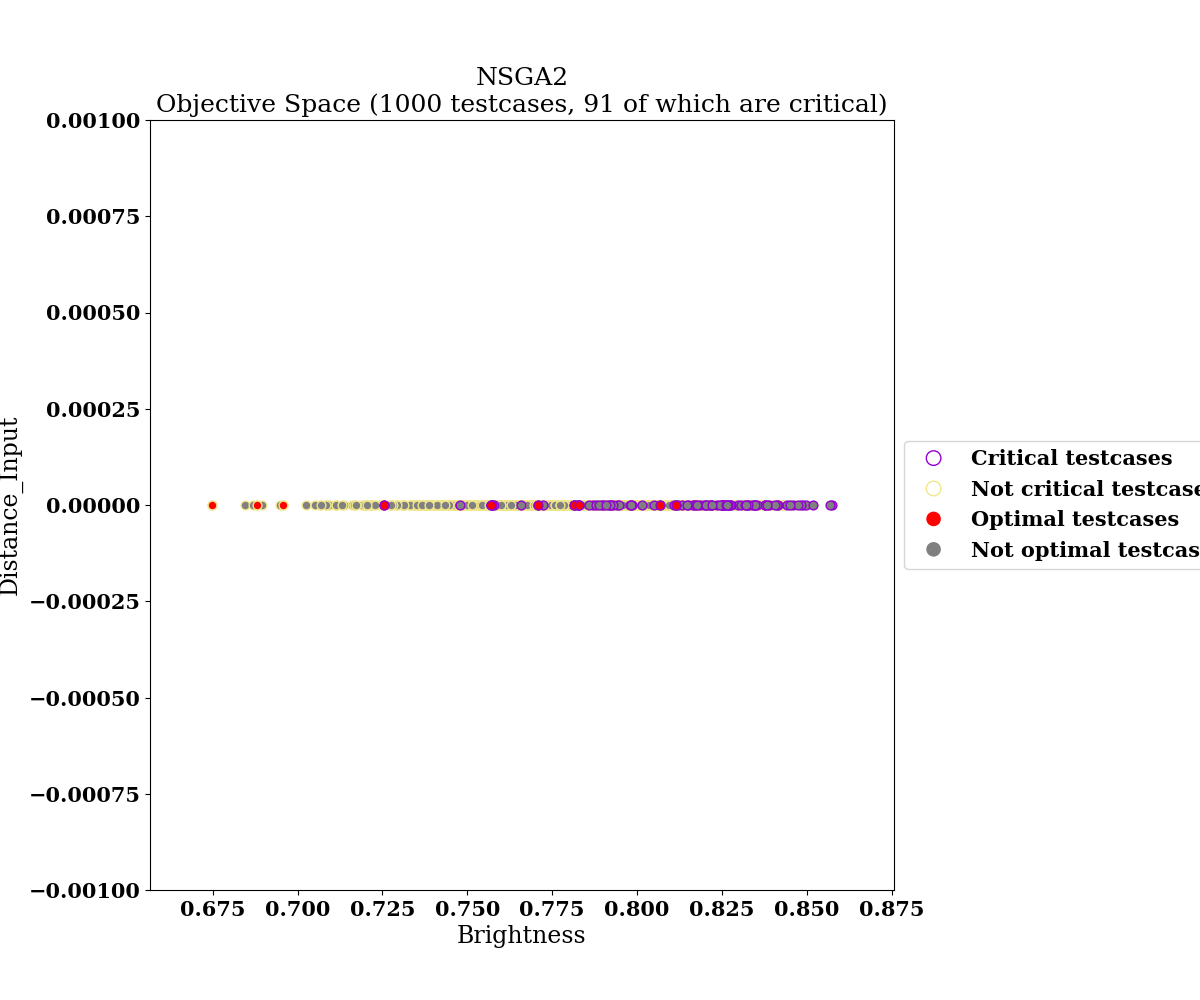 NSGA2
Objective Space (1000 testcases, 91 of which are critical)
0.00100
0.00075
0.00050
0.00025
0.00000
−0.00025
−0.00050
−0.00075
−0.00100
Distance_Input
0.675 0.700 0.725 0.750 0.775 0.800 0.825 0.850 0.875
Brightness
Critical testcases
Not critical testcase
Optimal testcases
Not optimal testcas